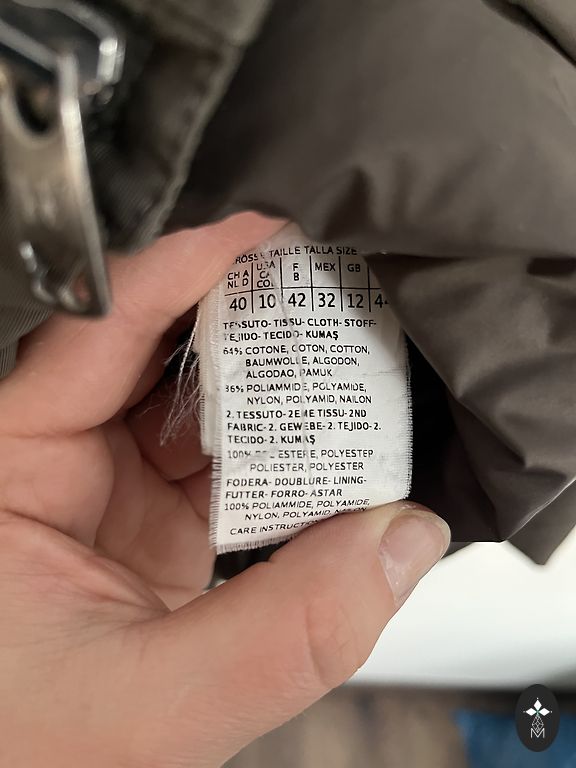 TAILLE TALLA SIZE
CH A USA F MEX GB
NL D CA B
40 10 42 32 12 4
TESSUTO-TISSU-CLOTH-STOFF-
TEJIDO-TECIDO-KUMAŞ
64% COTONE, COTON, COTTON,
BAUMWOLLE, ALGODON,
ALGODAO, PAMUK
36% POLIAMMIDE, POLYAMIDE,
NYLON, POLYAMID, NAILON
2. TESSUTO-2EME TISSU-2ND
FABRIC-2. GEWEBE-2. TEJIDO-2.
TECIDO-2. KUMAŞ
100% POLIESTERE, POLYESTER
POLIESTER, POLYESTER
FODERA-DOUBLURE-LINING-
FUTTER-FORRO-ASTAR
100% POLIAMMIDE, POLYAMIDE,
NYLON, POLYAMID, NAILON
CARE INSTRUCTION